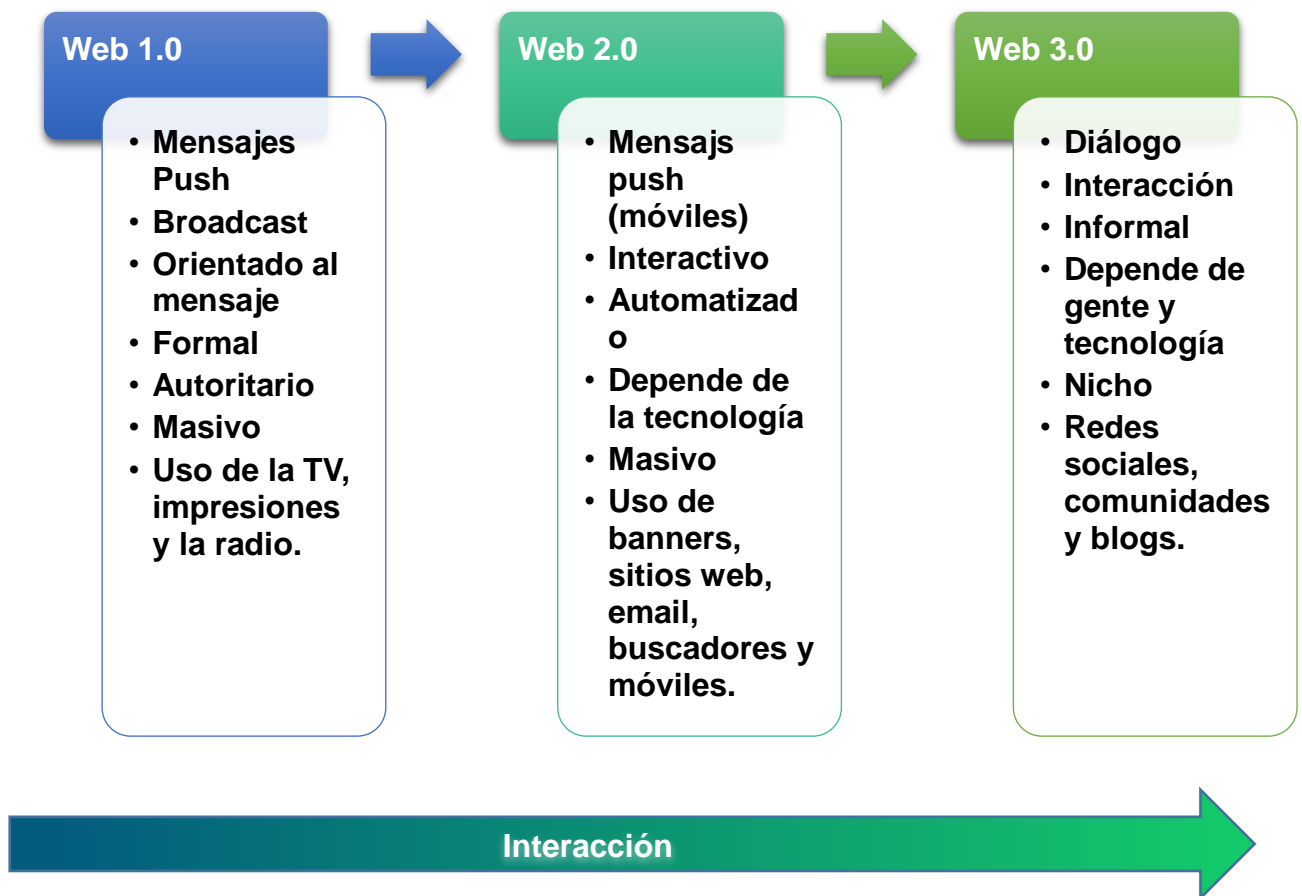 Web 1.0
• Mensajes
Push
• Broadcast
• Orientado al
mensaje
• Formal
• Autoritario
• Masivo
• Uso de la TV,
impresiones
y la radio.
Web 2.0
• Mensajs
push
(móviles)
• Interactivo
• Automatizad
o
• Depende de
la tecnología
• Masivo
• Uso de
banners,
sitios web,
email,
buscadores y
móviles.
Web 3.0
• Diálogo
• Interacción
• Informal
• Depende de
gente y
tecnología
• Nicho
• Redes
sociales,
comunidades
y blogs.
Interacción